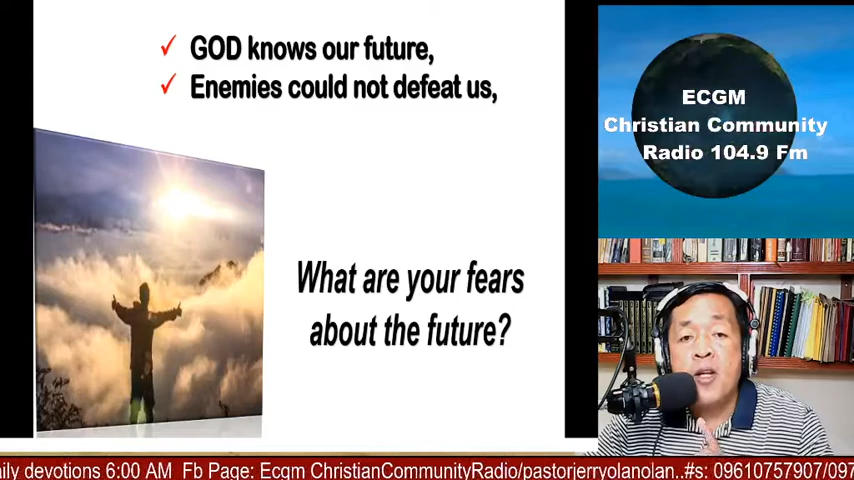 GOD knows our future,
Enemies could not defeat us,
What are your fears
about the future?
ECGM
Christian Community
Radio 104.9 Fm
aily devotions 6:00 AM Fb Page: Ecgm ChristianCommunityRadio/pastorjerryolanolan..#s: 09610757907/097